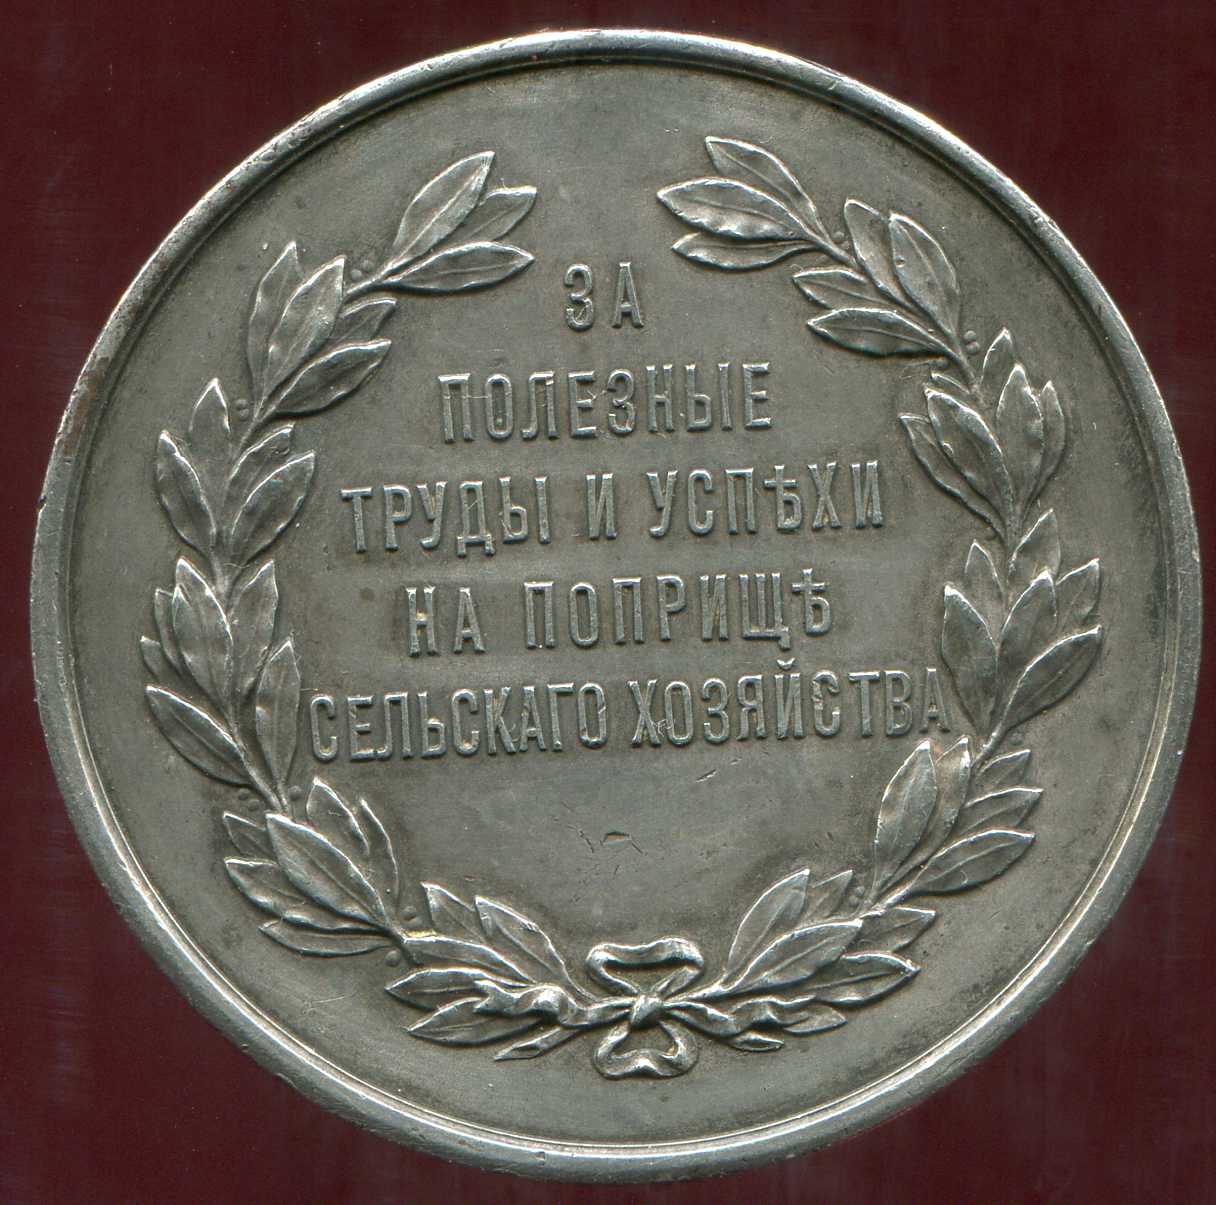 ЗА
ПОЛЕЗНЫЕ
ТРУДЫ И УСПѢХИ
НА ПОПРИЩѢ
СЕЛЬСКАГО ХОЗЯЙСТВА